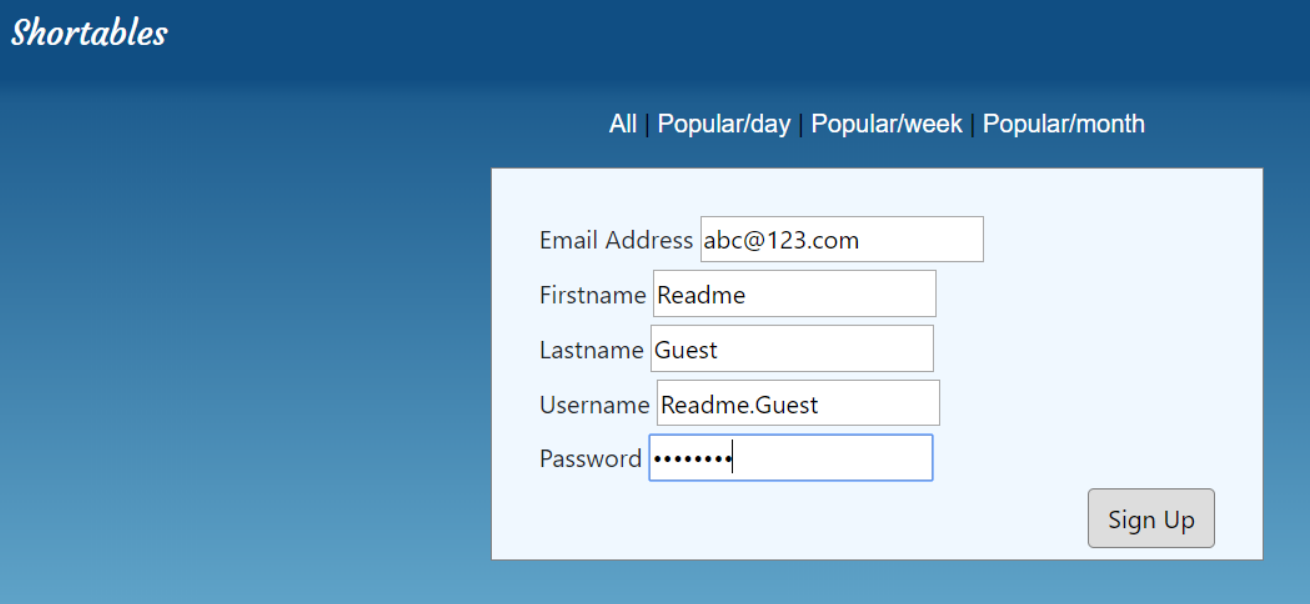 Shortables
All | Popular/day | Popular/week | Popular/month
Email Address abc@123.com
Firstname Readme
Lastname Guest
Username Readme.Guest
Password ••••••••
Sign Up